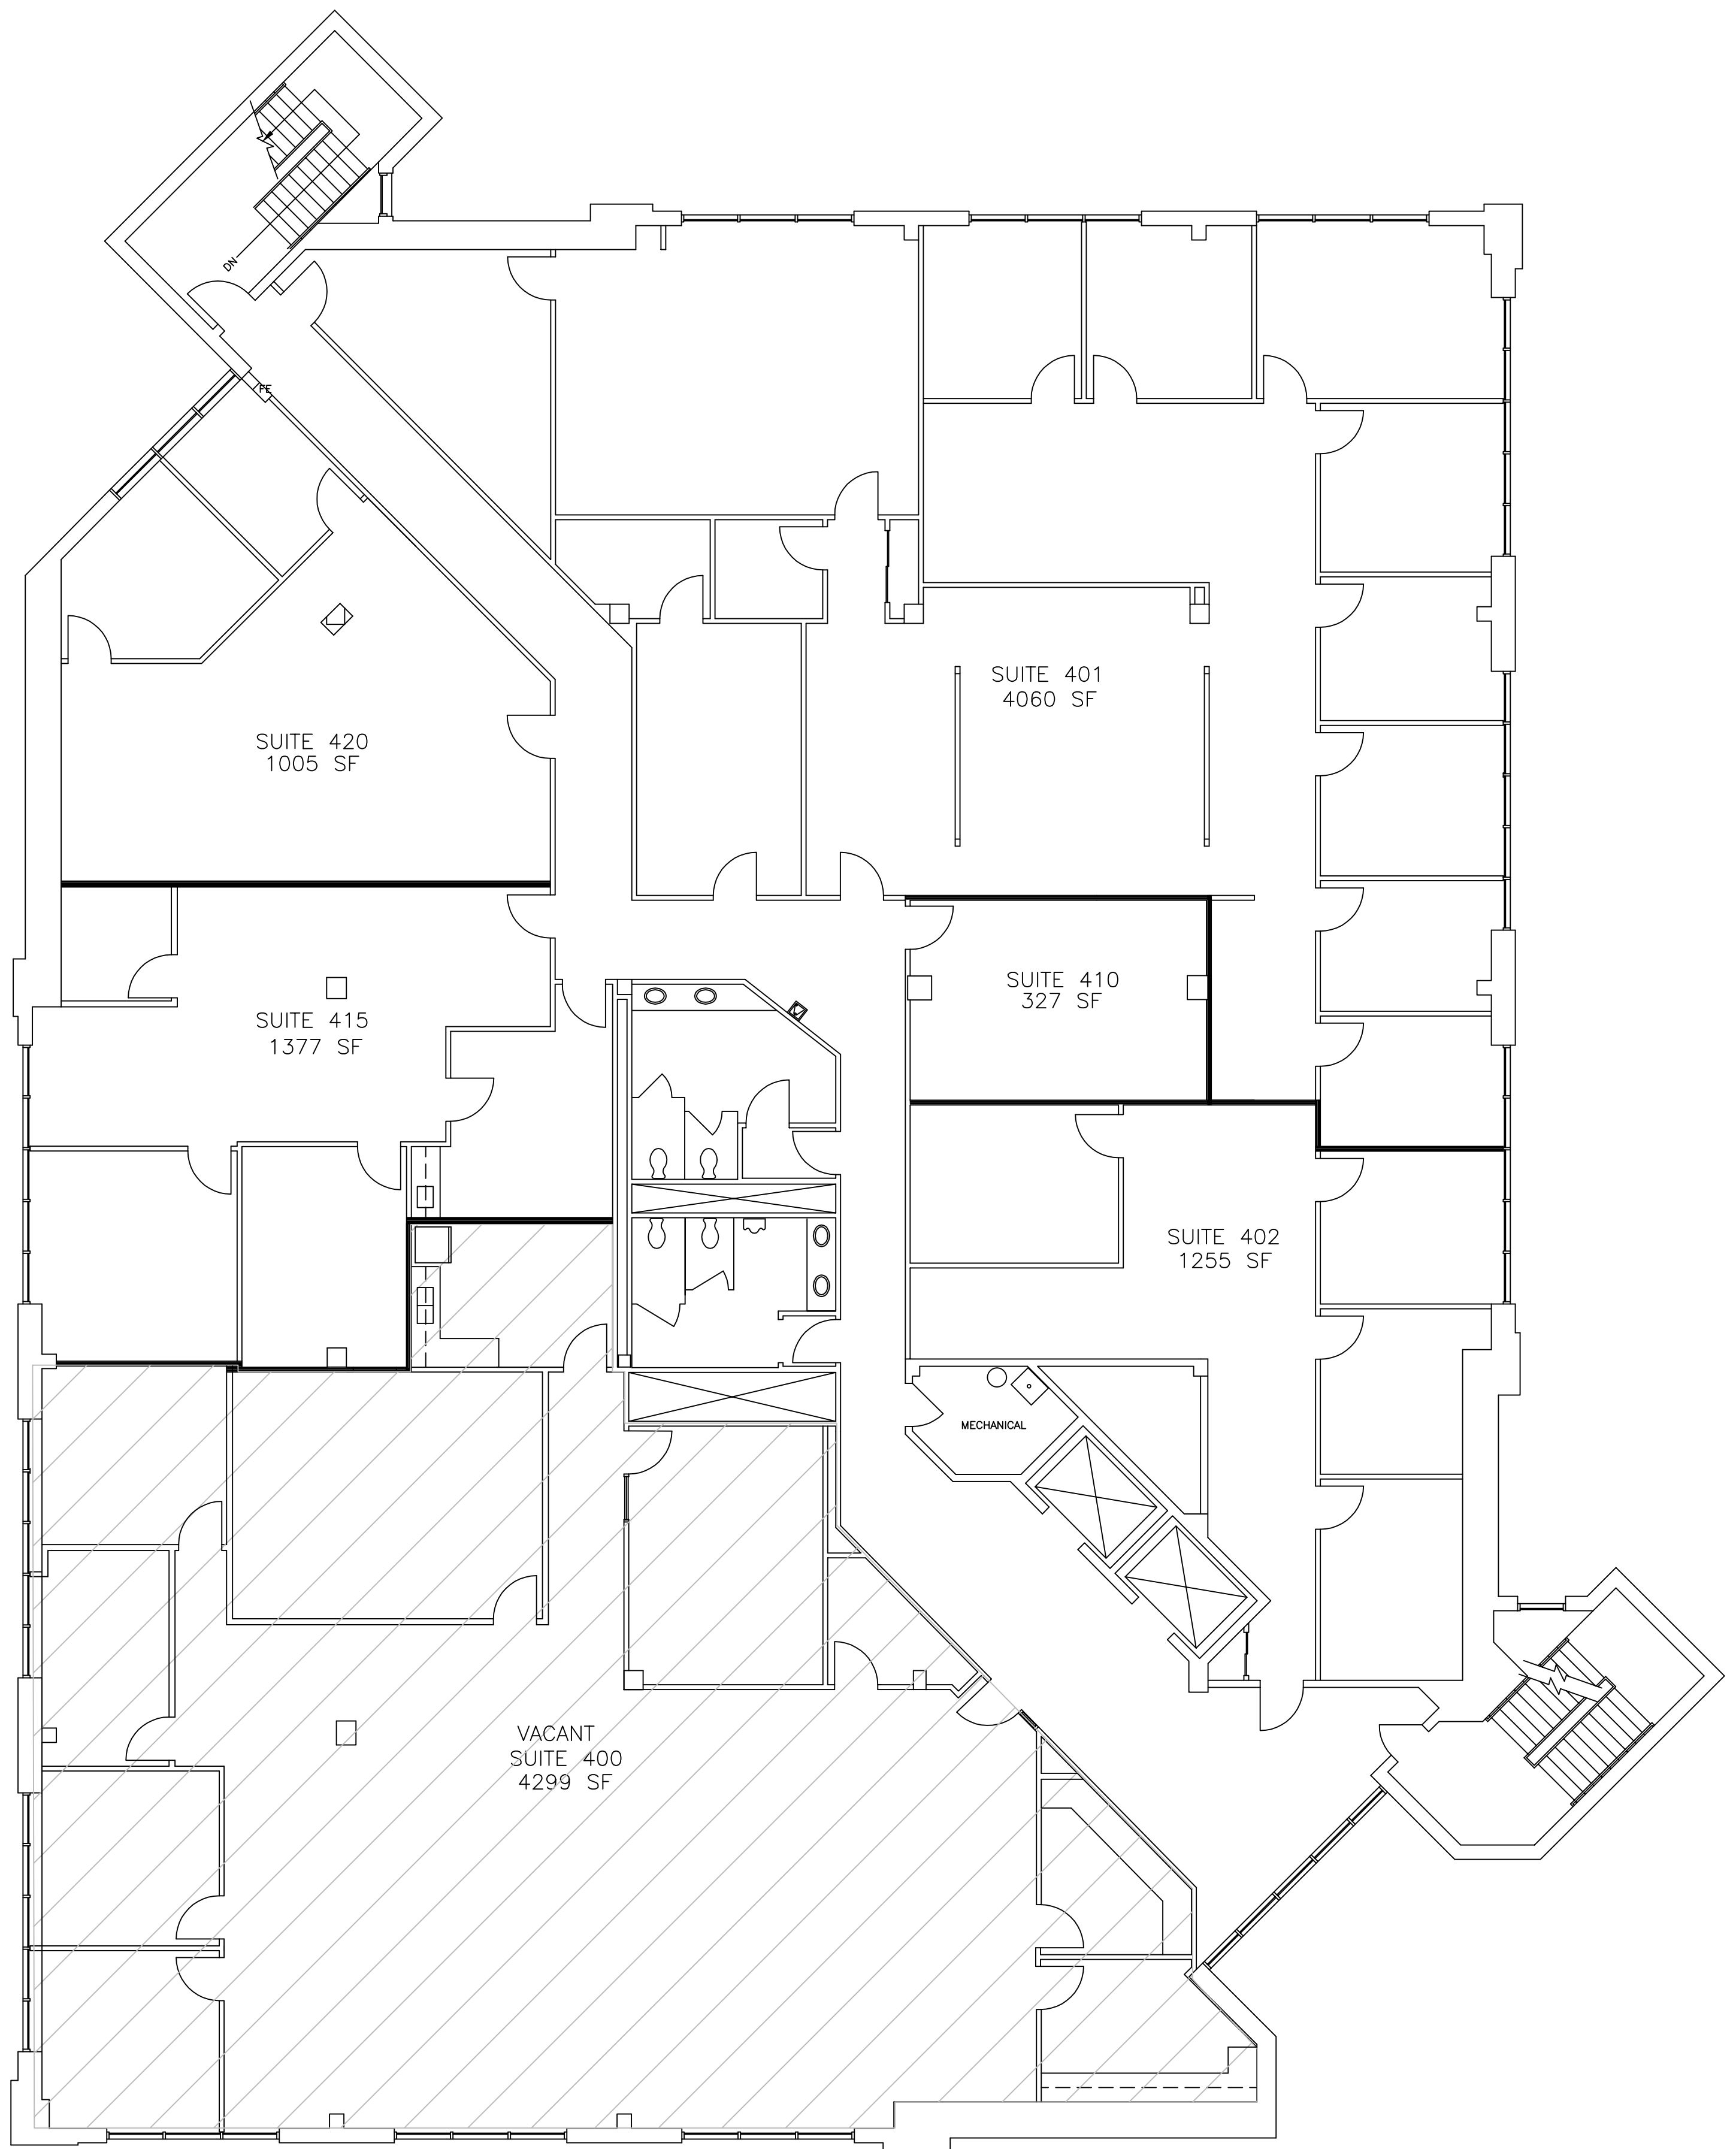 DN
FE
SUITE 401
4060 SF
SUITE 420
1005 SF
SUITE 410
327 SF
SUITE 415
1377 SF
SUITE 402
1255 SF
MECHANICAL
VACANT
SUITE 400
4299 SF